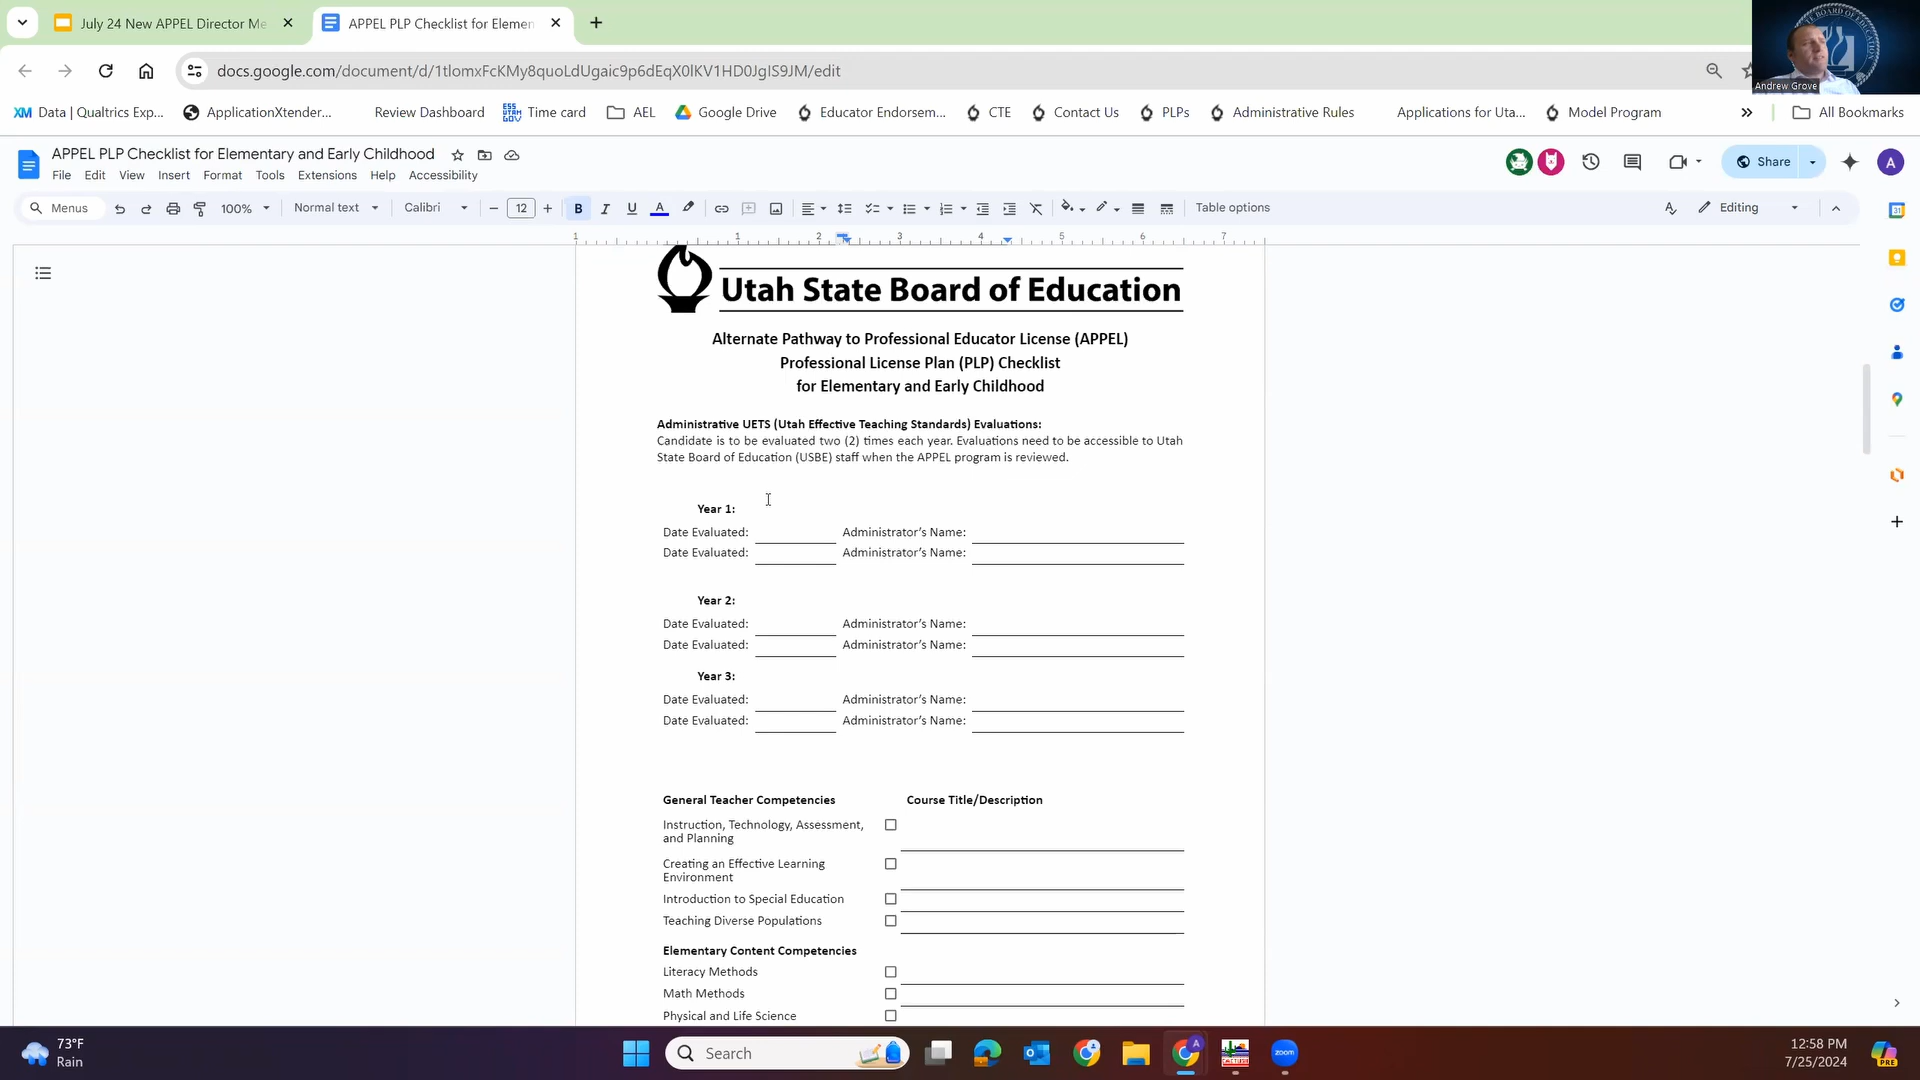 July 24 New APPEL Director Me
APPEL PLP Checklist for Elemen
docs.google.com/document/d/1tlomxFcKMy8quoLdUgaic9p6dEqX0lKV1HD0JgIS9JM/edit
Andrew Grove
XM Data | Qualtrics Exp...
ApplicationXtender...
Review Dashboard
Time card
AEL
Google Drive
Educator Endorsem...
CTE
Contact Us
PLPs
Administrative Rules
Applications for Uta...
Model Program
All Bookmarks
APPEL PLP Checklist for Elementary and Early Childhood
File Edit View Insert Format Tools Extensions Help Accessibility
Share
A
Menus 100% Normal text Calibri 12 B I U A Table options Editing
1 1 2 3 4 5 6 7
Utah State Board of Education
Alternate Pathway to Professional Educator License (APPEL)
Professional License Plan (PLP) Checklist
for Elementary and Early Childhood
Administrative UETS (Utah Effective Teaching Standards) Evaluations:
Candidate is to be evaluated two (2) times each year. Evaluations need to be accessible to Utah
State Board of Education (USBE) staff when the APPEL program is reviewed.
Year 1:
Date Evaluated: Administrator's Name:
Date Evaluated: Administrator's Name:
Year 2:
Date Evaluated: Administrator's Name:
Date Evaluated: Administrator's Name:
Year 3:
Date Evaluated: Administrator's Name:
Date Evaluated: Administrator's Name:
General Teacher Competencies Course Title/Description
Instruction, Technology, Assessment,
and Planning
Creating an Effective Learning
Environment
Introduction to Special Education
Teaching Diverse Populations
Elementary Content Competencies
Literacy Methods
Math Methods
Physical and Life Science
73°F
Rain
Search
zoom
12:58 PM
7/25/2024